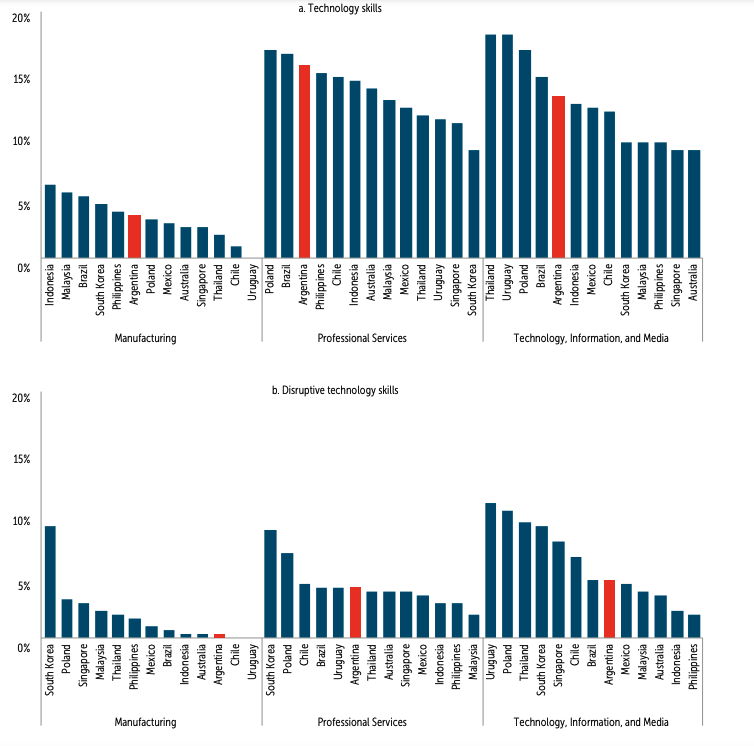 a. Technology skills
20%
15%
10%
5%
0%
Indonesia
Malaysia
Brazil
South Korea
Philippines
Argentina
Poland
Mexico
Australia
Singapore
Thailand
Chile
Uruguay
Poland
Brazil
Argentina
Philippines
Chile
Indonesia
Australia
Malaysia
Mexico
Thailand
Uruguay
Singapore
South Korea
Thailand
Uruguay
Poland
Brazil
Argentina
Indonesia
Mexico
Chile
South Korea
Malaysia
Philippines
Singapore
Australia
Manufacturing
Professional Services
Technology, Information, and Media
b. Disruptive technology skills
20%
15%
10%
5%
0%
South Korea
Poland
Singapore
Malaysia
Thailand
Philippines
Mexico
Brazil
Indonesia
Australia
Argentina
Chile
Uruguay
South Korea
Poland
Chile
Brazil
Uruguay
Argentina
Thailand
Australia
Singapore
Mexico
Indonesia
Philippines
Malaysia
Uruguay
Poland
Thailand
South Korea
Singapore
Chile
Brazil
Argentina
Mexico
Malaysia
Australia
Indonesia
Philippines
Manufacturing
Professional Services
Technology, Information, and Media